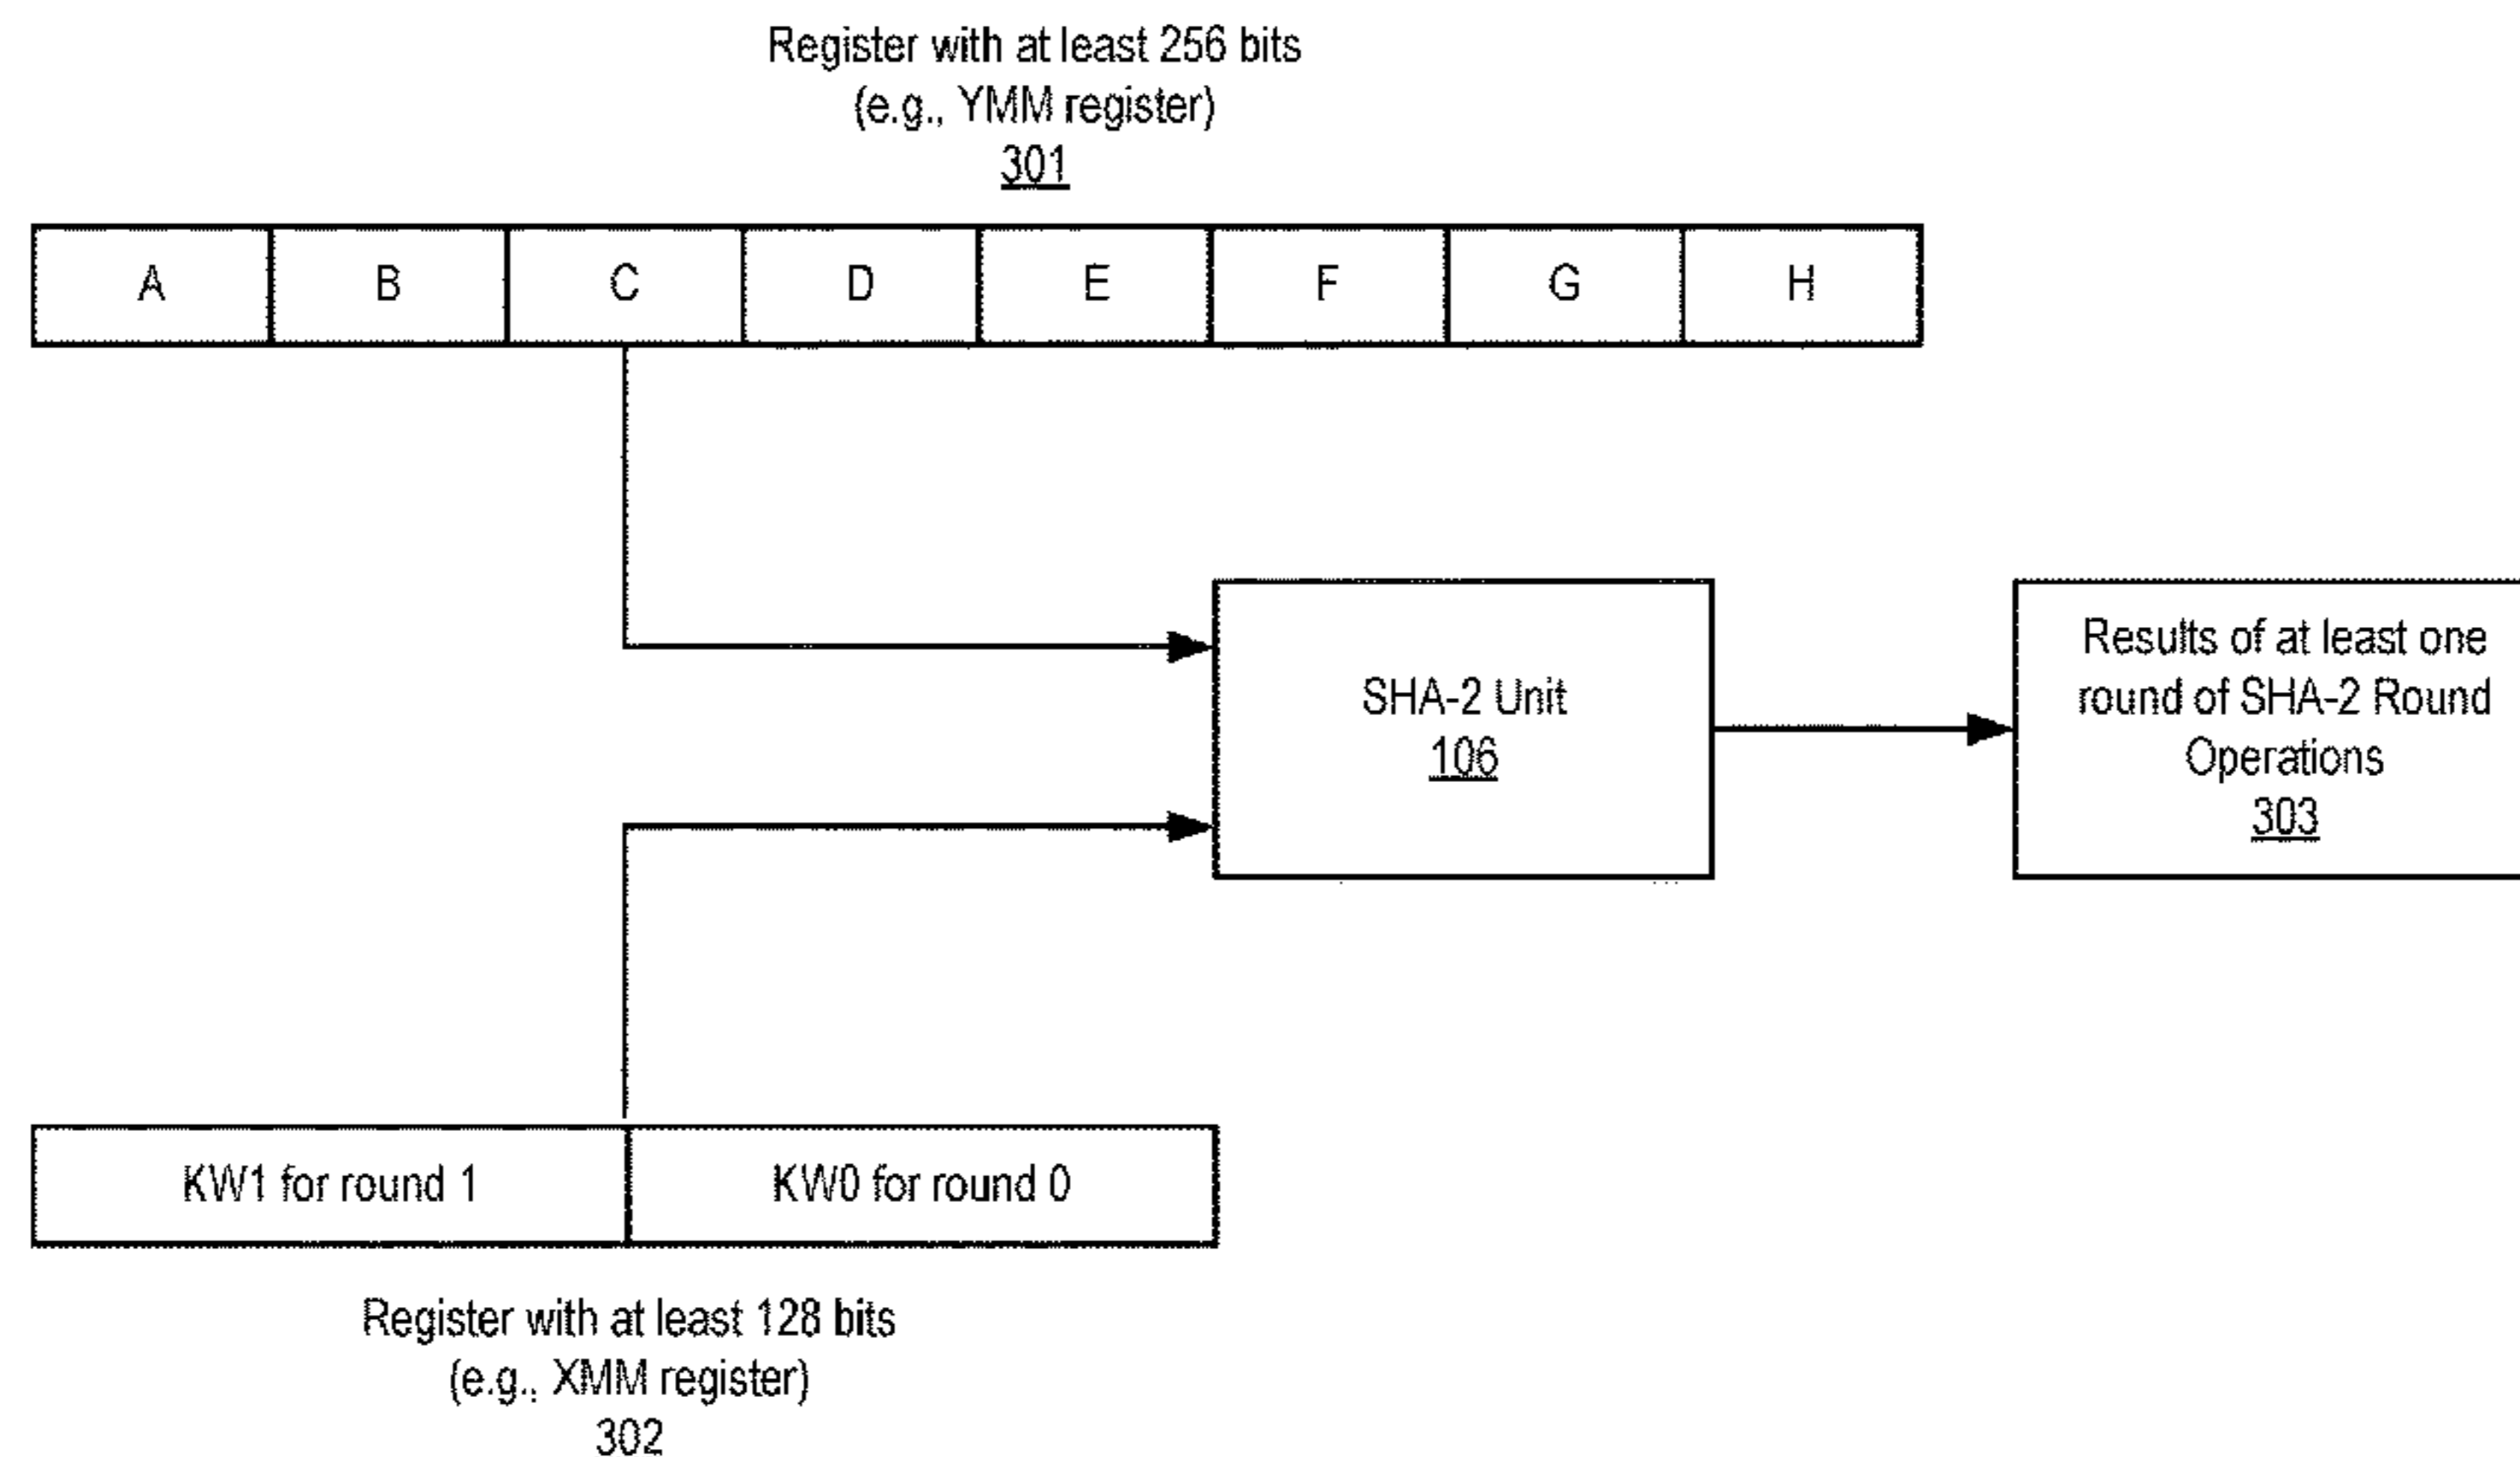 Register with at least 256 bits
(e.g., YMM register)
301
A B C D E F G H
SHA-2 Unit
106
Results of at least one
round of SHA-2 Round
Operations
303
KW1 for round 1 KW0 for round 0
Register with at least 128 bits
(e.g., XMM register)
302